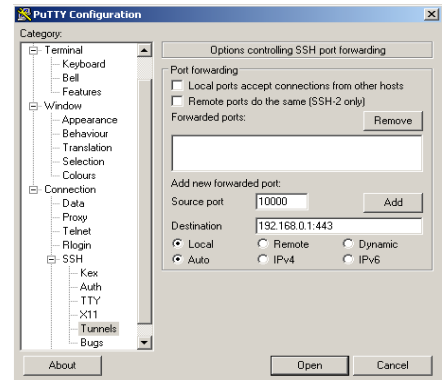 PuTTY Configuration
Category:
Terminal
Keyboard
Bell
Features
Window
Appearance
Behaviour
Translation
Selection
Colours
Connection
Data
Proxy
Telnet
Rlogin
SSH
Kex
Auth
TTY
X11
Tunnels
Bugs
Options controlling SSH port forwarding
Port forwarding
Local ports accept connections from other hosts
Remote ports do the same (SSH-2 only)
Forwarded ports:
Remove
Add new forwarded port:
Source port 10000 Add
Destination 192.168.0.1:443
Local Remote Dynamic
Auto IPv4 IPv6
About Open Cancel